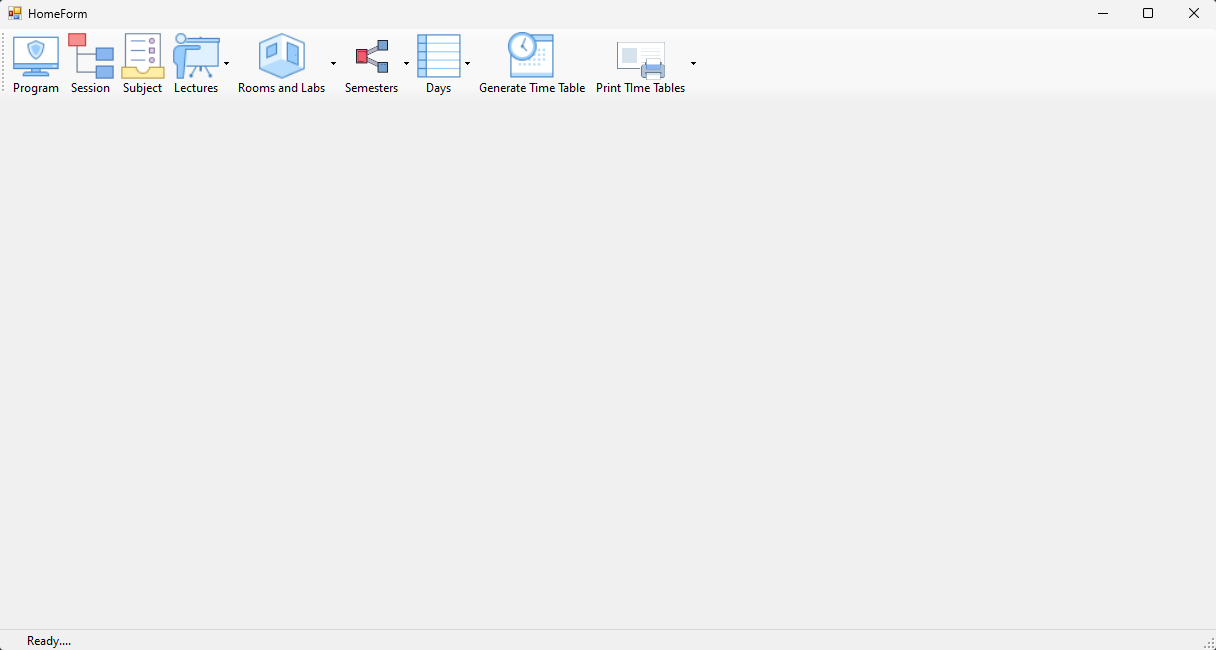 HomeForm
Program Session Subject Lectures Rooms and Labs Semesters Days Generate Time Table Print TIme Tables
Ready....